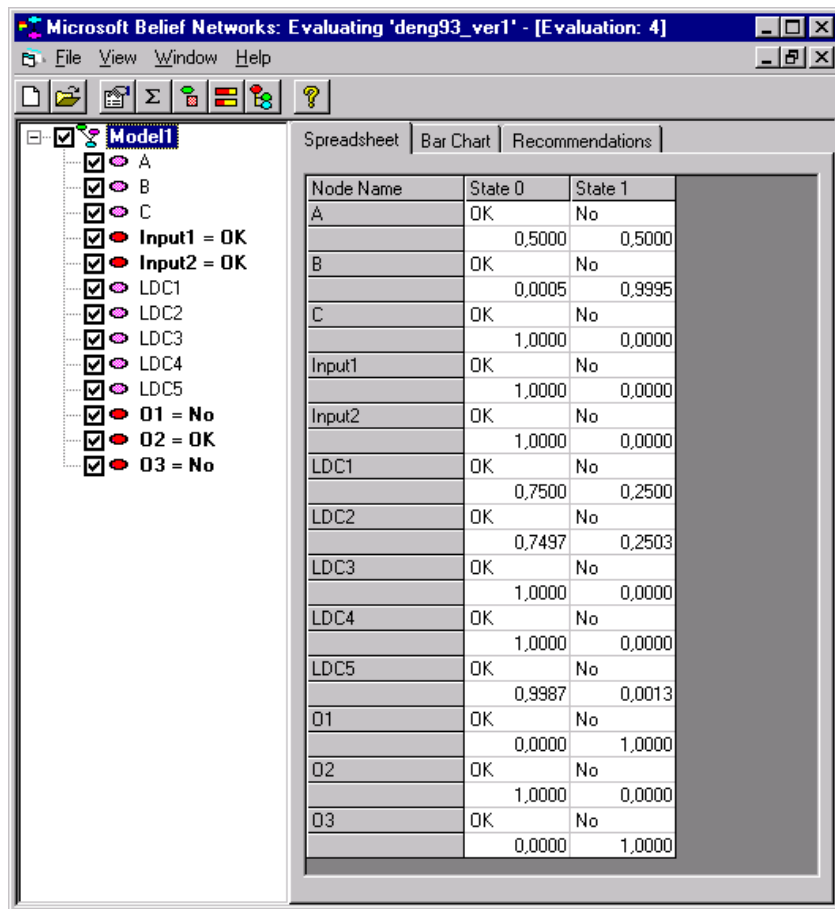 Microsoft Belief Networks: Evaluating 'deng93_ver1' - [Evaluation: 4]
File View Window Help
Σ ?
Model1
A
B
C
Input1 = OK
Input2 = OK
LDC1
LDC2
LDC3
LDC4
LDC5
O1 = No
O2 = OK
O3 = No
Spreadsheet Bar Chart Recommendations
Node Name State 0 State 1
A OK No
0,5000 0,5000
B OK No
0,0005 0,9995
C OK No
1,0000 0,0000
Input1 OK No
1,0000 0,0000
Input2 OK No
1,0000 0,0000
LDC1 OK No
0,7500 0,2500
LDC2 OK No
0,7497 0,2503
LDC3 OK No
1,0000 0,0000
LDC4 OK No
1,0000 0,0000
LDC5 OK No
0,9987 0,0013
O1 OK No
0,0000 1,0000
O2 OK No
1,0000 0,0000
O3 OK No
0,0000 1,0000